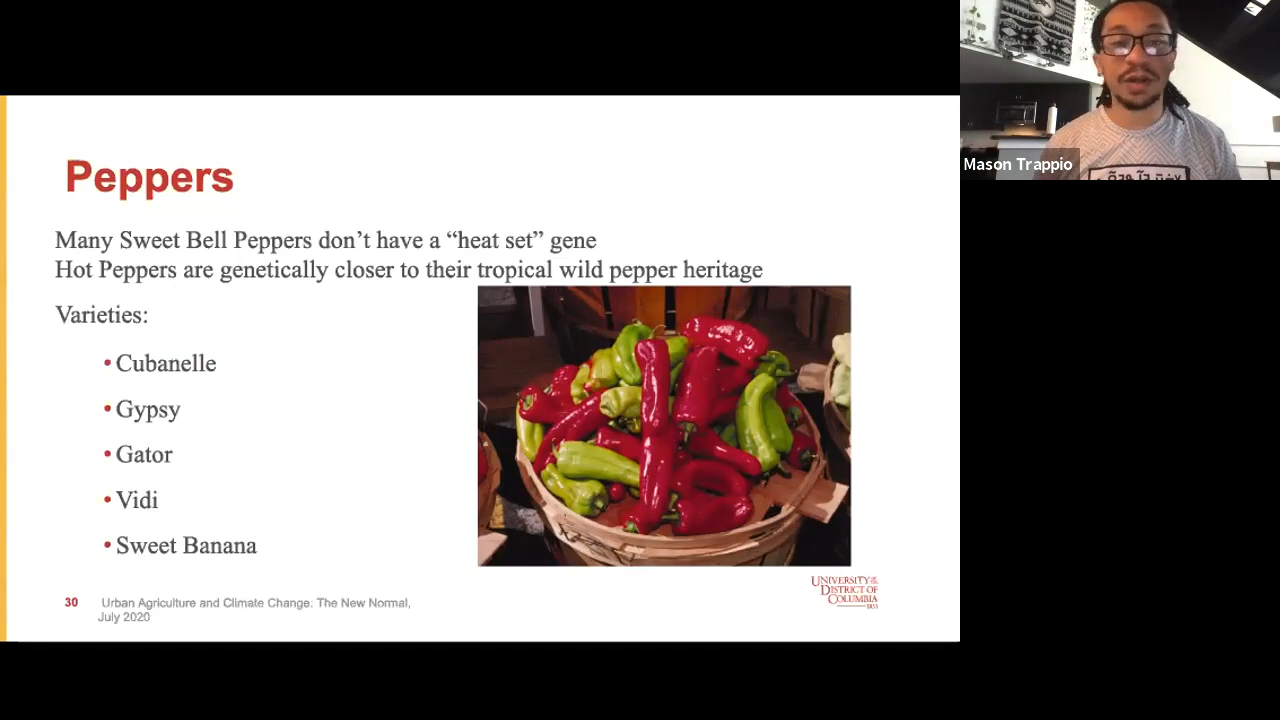 Peppers
Many Sweet Bell Peppers don't have a “heat set” gene
Hot Peppers are genetically closer to their tropical wild pepper heritage
Varieties:
• Cubanelle
• Gypsy
• Gator
• Vidi
• Sweet Banana
30 Urban Agriculture and Climate Change: The New Normal,
July 2020
UNIVERSITY OF THE
DISTRICT OF
COLUMBIA
1851
Mason Trappio